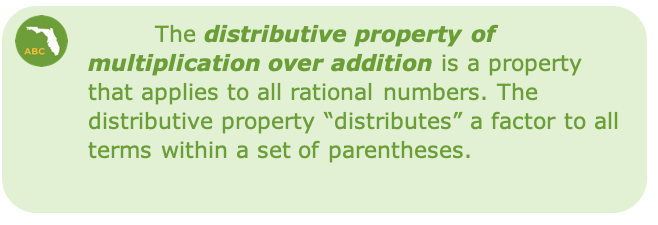 The distributive property of
ABC
multiplication over addition is a property
that applies to all rational numbers. The
distributive property “distributes” a factor to all
terms within a set of parentheses.